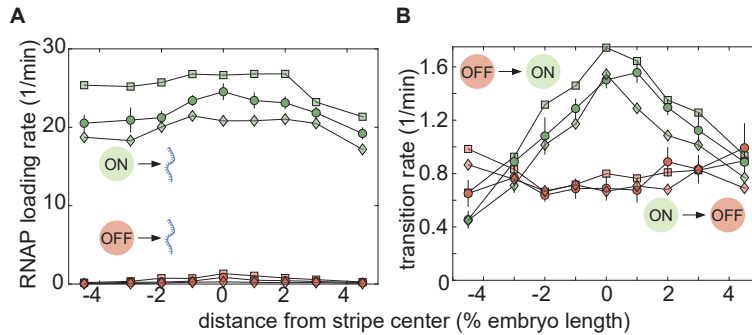 A
RNAP loading rate (1/min)
30
20
10
0
ON
OFF
-4
-2
0
2
4
B
transition rate (1/min)
1.6
1.2
0.8
0.4
0
OFF
ON
ON
OFF
-4
-2
0
2
4
distance from stripe center (% embryo length)